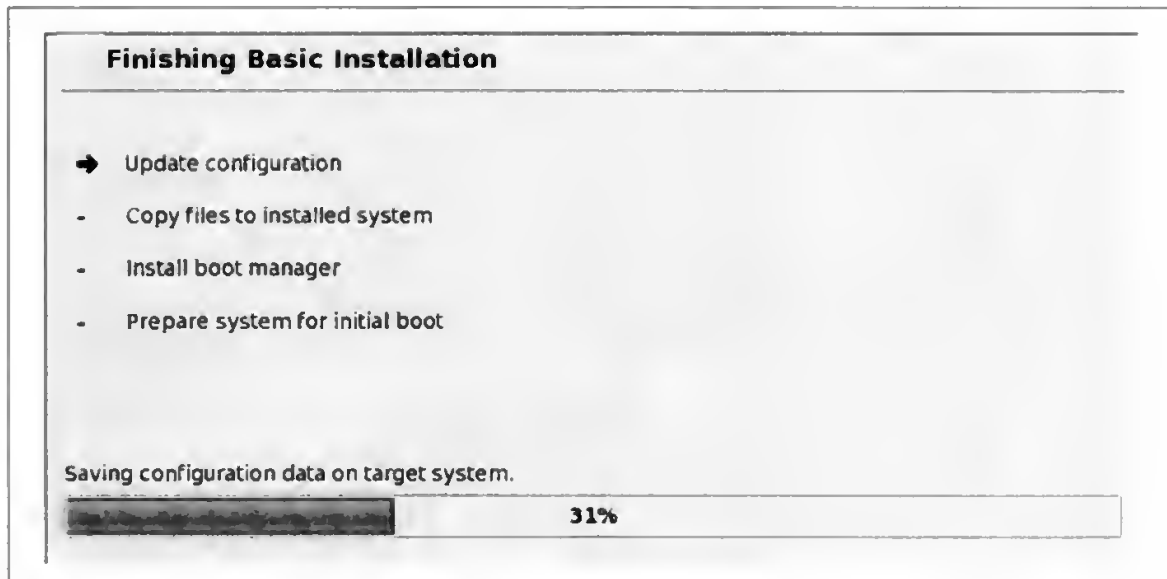 Finishing Basic Installation
Update configuration
- Copy files to installed system
- Install boot manager
- Prepare system for initial boot
Saving configuration data on target system.
31%